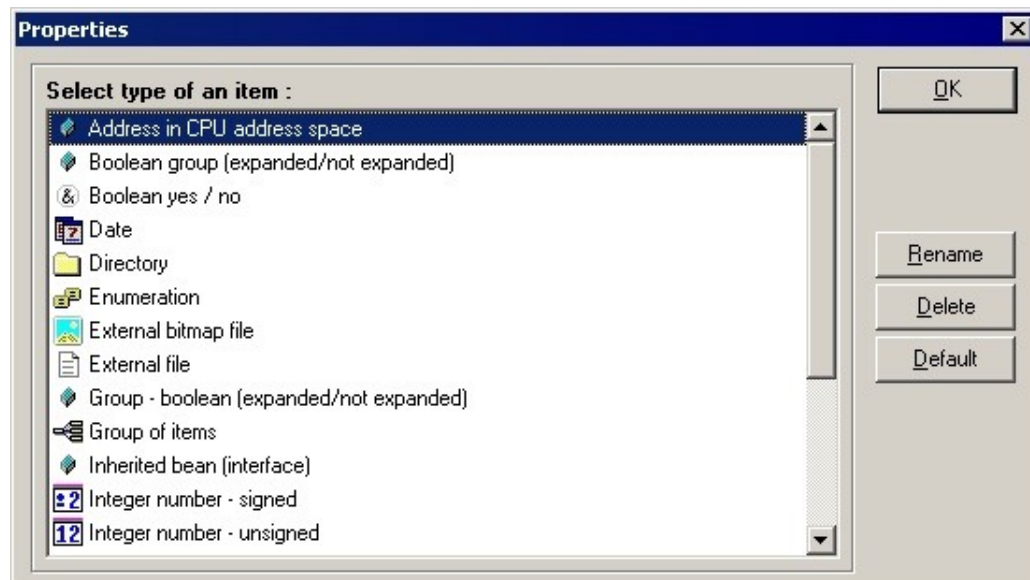 Properties
Select type of an item :
OK
Address in CPU address space
Boolean group (expanded/not expanded)
Boolean yes / no
Date
Directory
Rename
Enumeration
Delete
External bitmap file
External file
Default
Group - boolean (expanded/not expanded)
Group of items
Inherited bean (interface)
Integer number - signed
Integer number - unsigned